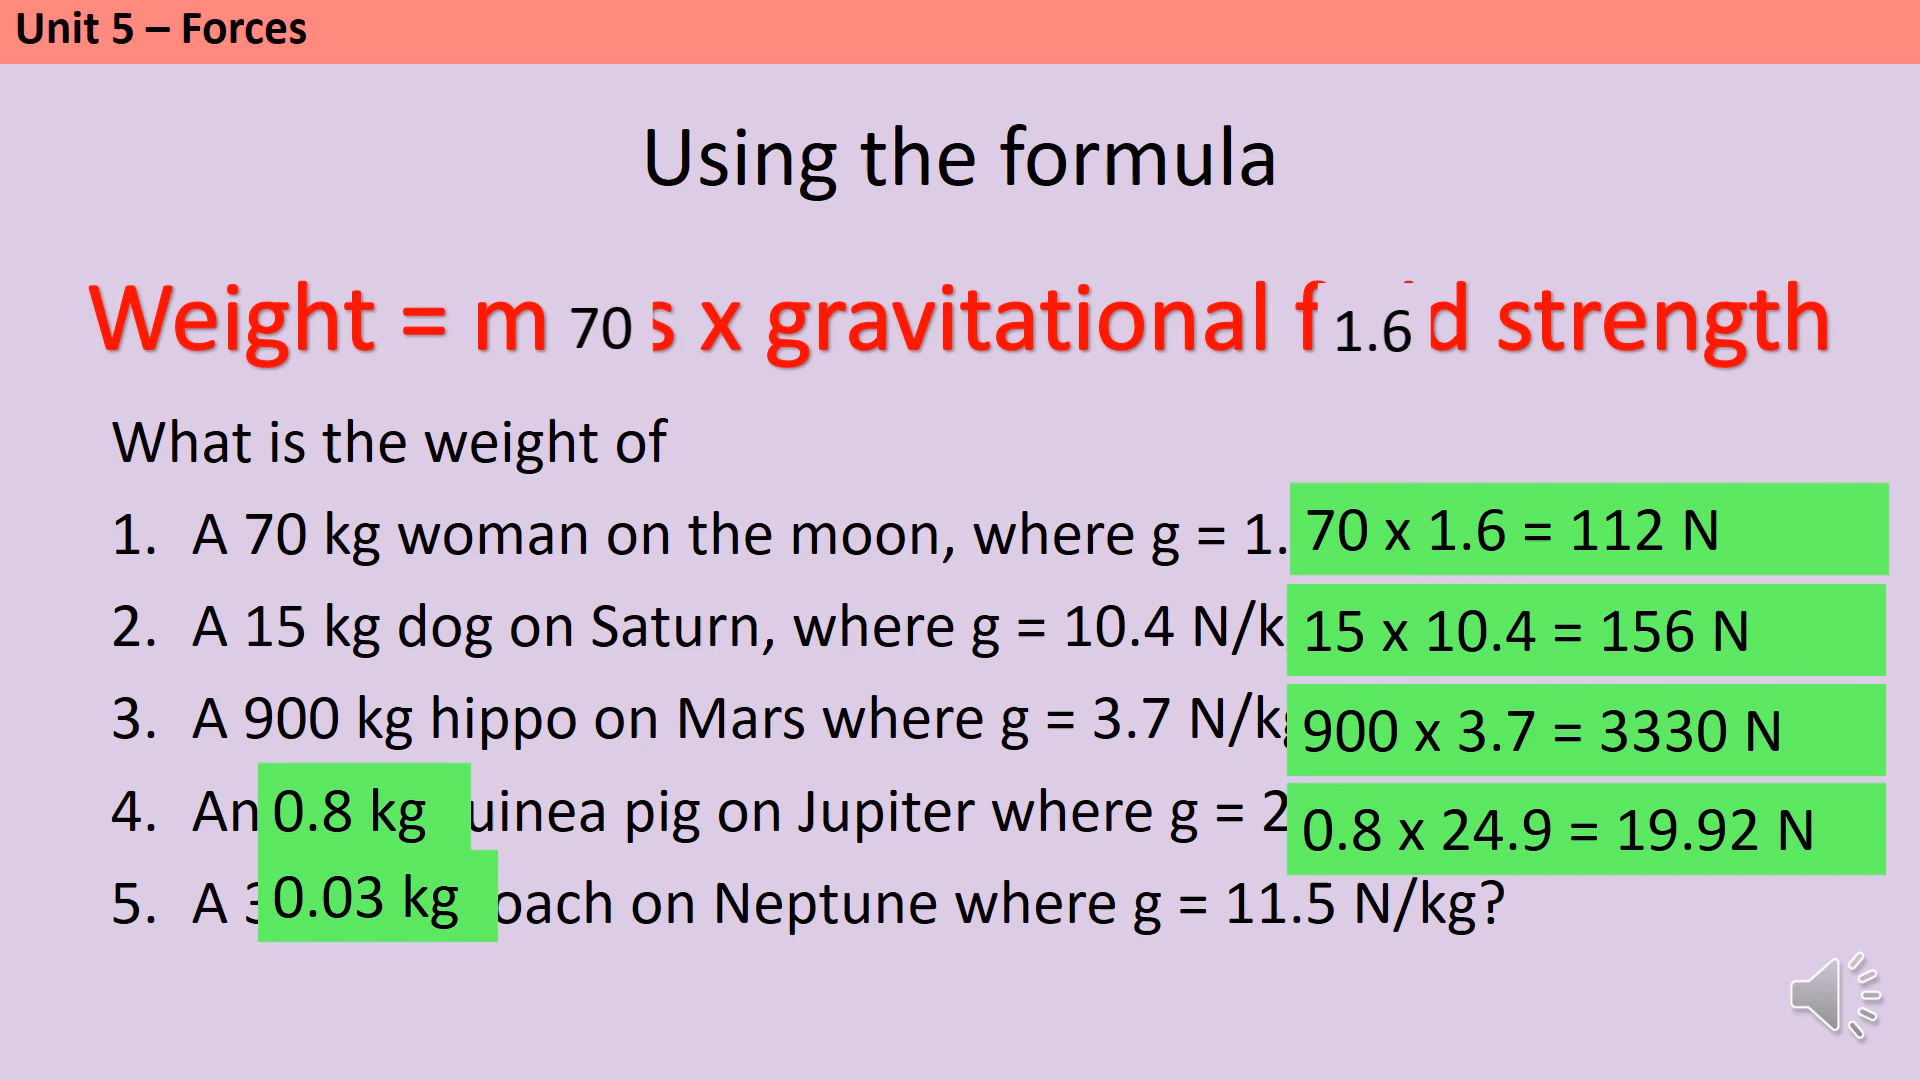 Unit 5 – Forces
Using the formula
Weight = m 70 s x gravitational f 1.6 d strength
What is the weight of
1. A 70 kg woman on the moon, where g = 1. 70 x 1.6 = 112 N
2. A 15 kg dog on Saturn, where g = 10.4 N/k 15 x 10.4 = 156 N
3. A 900 kg hippo on Mars where g = 3.7 N/kg 900 x 3.7 = 3330 N
4. An 0.8 kg uinea pig on Jupiter where g = 2 0.8 x 24.9 = 19.92 N
5. A 3 0.03 kg oach on Neptune where g = 11.5 N/kg?